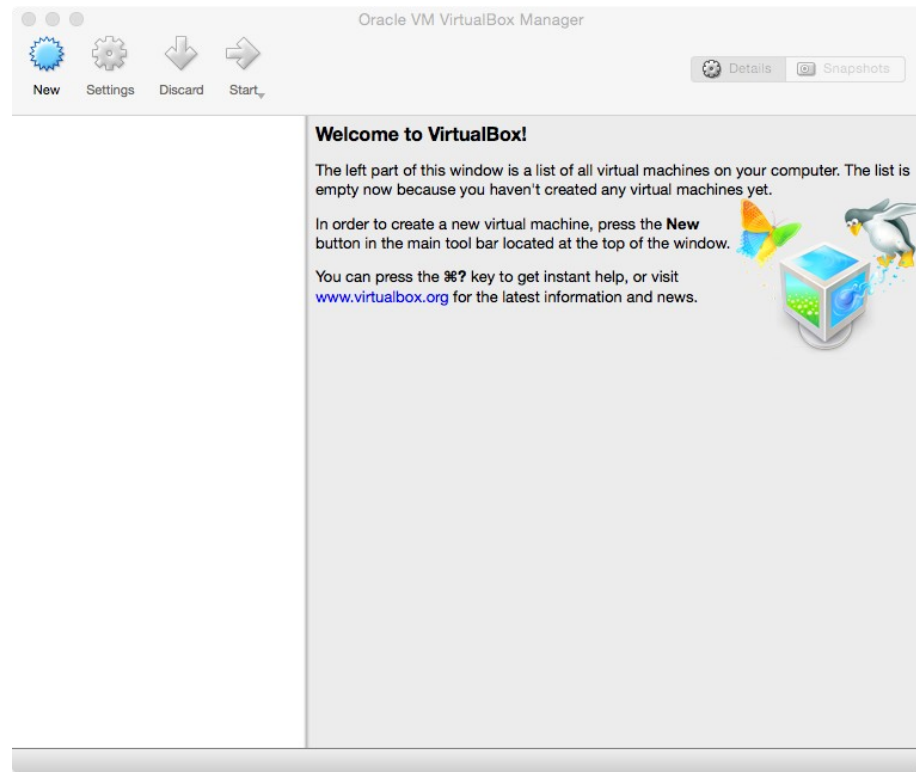 Oracle VM VirtualBox Manager
New Settings Discard Start
Details Snapshots
Welcome to VirtualBox!
The left part of this window is a list of all virtual machines on your computer. The list is
empty now because you haven't created any virtual machines yet.
In order to create a new virtual machine, press the New
button in the main tool bar located at the top of the window.
You can press the ⌘? key to get instant help, or visit
www.virtualbox.org for the latest information and news.